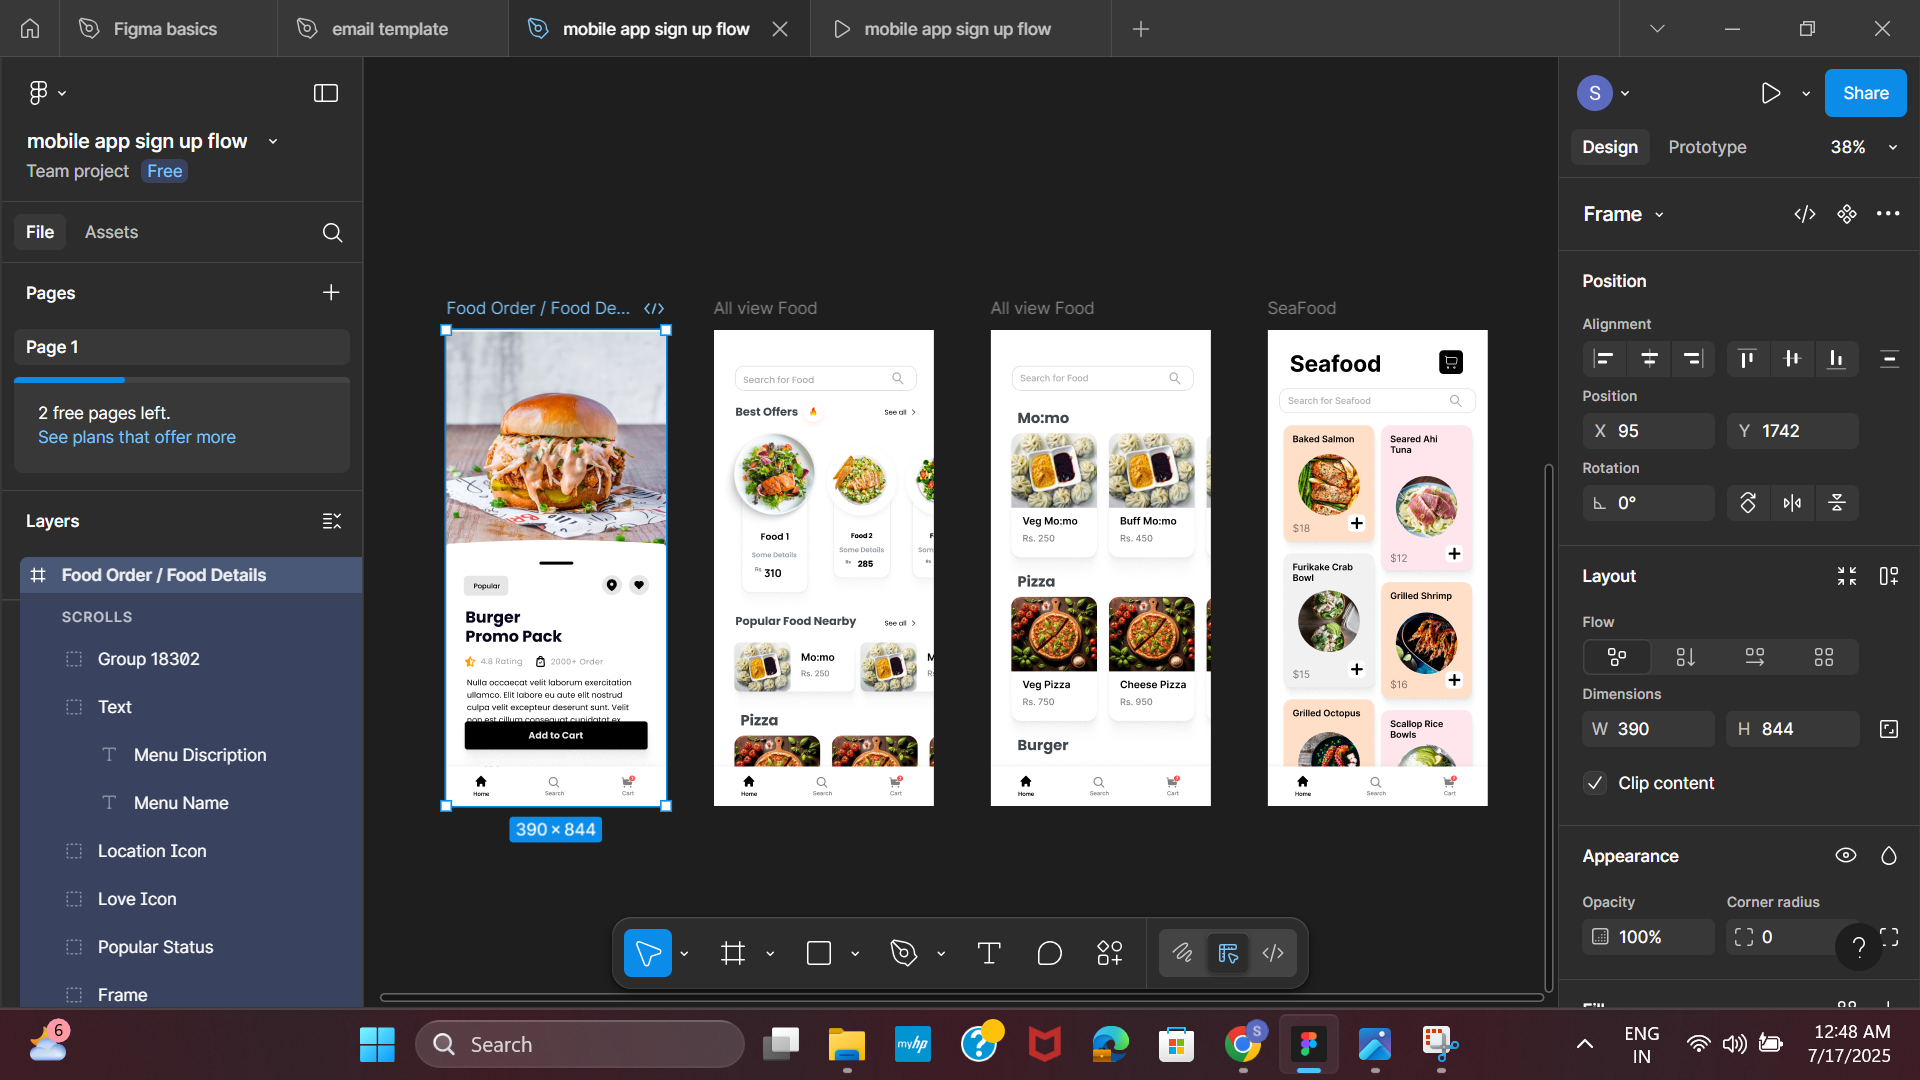 Figma basics
email template
mobile app sign up flow
mobile app sign up flow
mobile app sign up flow
Team project Free
File Assets
Pages
Page 1
2 free pages left.
See plans that offer more
Layers
Food Order / Food Details
SCROLLS
Group 18302
Text
Menu Discription
Menu Name
Location Icon
Love Icon
Popular Status
Frame
Food Order / Food De...
Popular
Burger
Promo Pack
4.8 Rating 2000+ Order
Nulla occaecat velit laborum exercitation
ullamco. Elit labore eu aute elit nostrud
culpa velit excepteur deserunt sunt. Velit
non est cillum consequat cupidatat ex
Add to Cart
Home Search Cart
390 × 844
All view Food
Search for Food
Best Offers See all
Food 1
Some Details
Rs 310
Food 2
Some Details
Rs 285
F
Som
Popular Food Nearby See all
Mo:mo
Rs. 250
M
Rs
Pizza
Home Search Cart
All view Food
Search for Food
Mo:mo
Veg Mo:mo
Rs. 250
Buff Mo:mo
Rs. 450
Pizza
Veg Pizza
Rs. 750
Cheese Pizza
Rs. 950
Burger
Home Search Cart
SeaFood
Seafood
Search for Seafood
Baked Salmon
$18
Seared Ahi
Tuna
$12
Furikake Crab
Bowl
$15
Grilled Shrimp
$16
Grilled Octopus
Scallop Rice
Bowls
Home Search Cart
S
Share
Design Prototype 38%
Frame
Position
Alignment
Position
X 95 Y 1742
Rotation
0°
Layout
Flow
Dimensions
W 390 H 844
Clip content
Appearance
Opacity Corner radius
100% 0
?
Fill
6
Search
myhp
S
ENG
IN
12:48 AM
7/17/2025